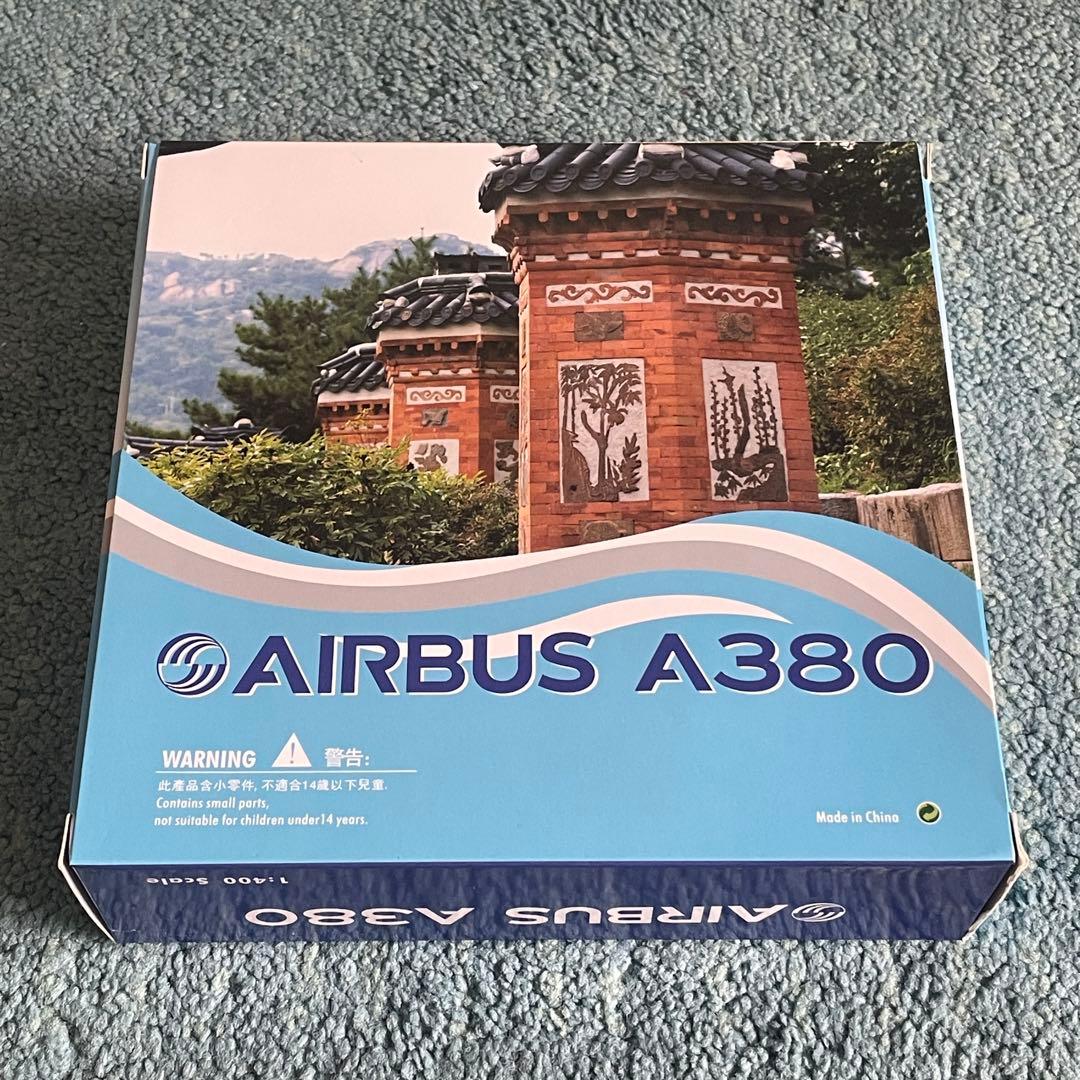 AIRBUS A380
WARNING ! 警告:
此產品含小零件, 不適合14歲以下兒童.
Contains small parts,
not suitable for children under14 years.
Made in China
1:400 Scale
AIRBUS A380